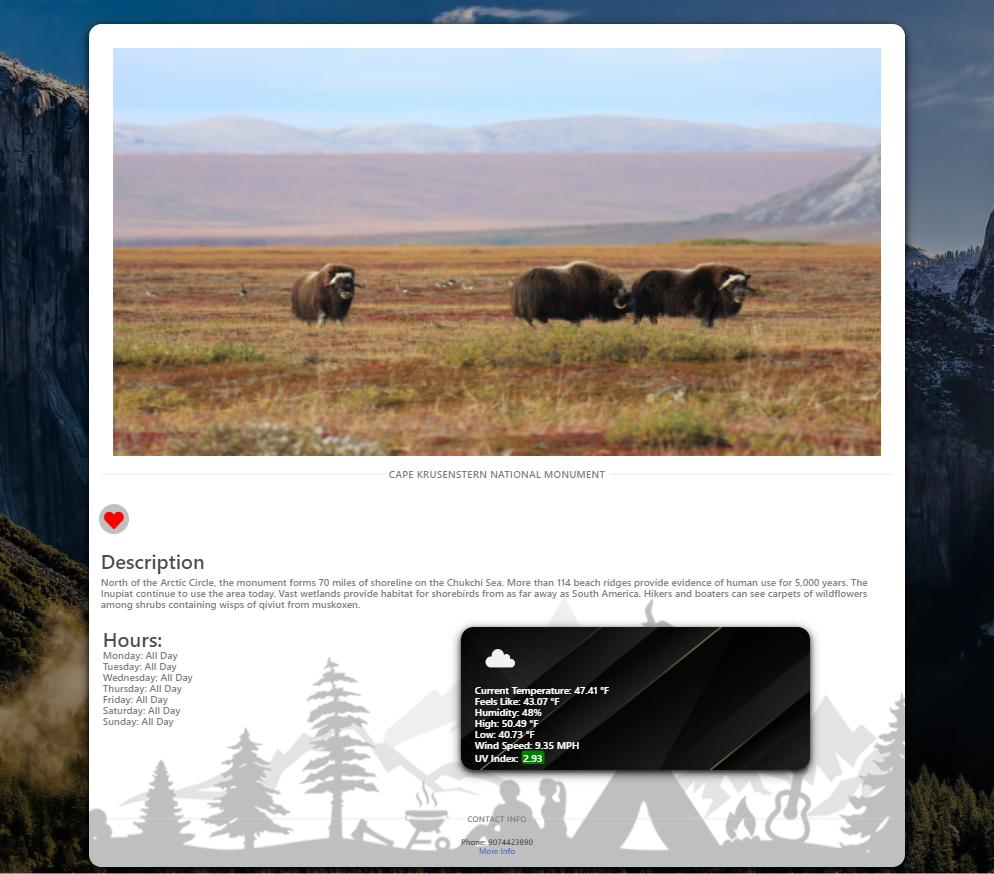 CAPE KRUSENSTERN NATIONAL MONUMENT
Description
North of the Arctic Circle, the monument forms 70 miles of shoreline on the Chukchi Sea. More than 114 beach ridges provide evidence of human use for 5,000 years. The
Inupiat continue to use the area today. Vast wetlands provide habitat for shorebirds from as far away as South America. Hikers and boaters can see carpets of wildflowers
among shrubs containing wisps of qiviut from muskoxen.
Hours:
Monday: All Day
Tuesday: All Day
Wednesday: All Day
Thursday: All Day
Friday: All Day
Saturday: All Day
Sunday: All Day
Current Temperature: 47.41 °F
Feels Like: 43.07 °F
Humidity: 48%
High: 50.49 °F
Low: 40.73 °F
Wind Speed: 9.35 MPH
UV Index: 2.93
CONTACT INFO
Phone: 9074423890
More Info